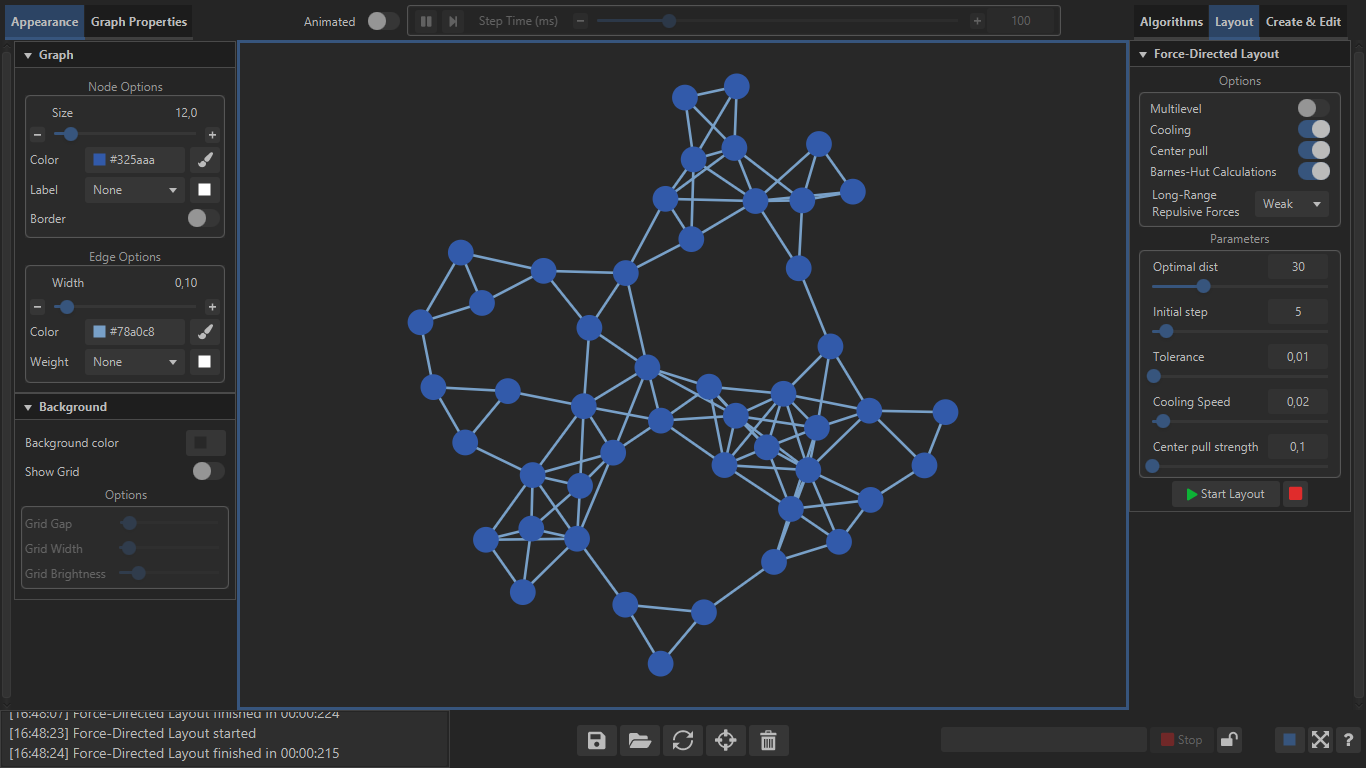 Appearance
Graph Properties
Animated
Step Time (ms)
100
Algorithms
Layout
Create & Edit
Graph
Node Options
Size 12,0
Color #325aaa
Label None
Border
Edge Options
Width 0,10
Color #78a0c8
Weight None
Background
Background color
Show Grid
Options
Grid Gap
Grid Width
Grid Brightness
Force-Directed Layout
Options
Multilevel
Cooling
Center pull
Barnes-Hut Calculations
Long-Range
Repulsive Forces
Weak
Parameters
Optimal dist 30
Initial step 5
Tolerance 0,01
Cooling Speed 0,02
Center pull strength 0,1
Start Layout
[16:48:07] Force-Directed Layout finished in 00:00:224
[16:48:23] Force-Directed Layout started
[16:48:24] Force-Directed Layout finished in 00:00:215
Stop
?